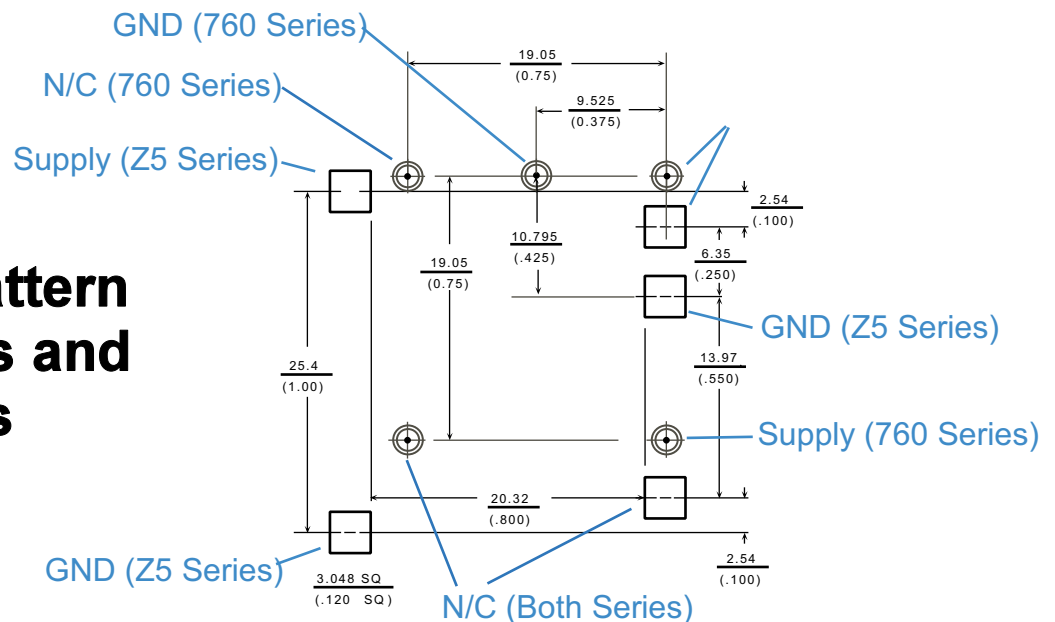 GND (760 Series)
N/C (760 Series)
Supply (Z5 Series)
19.05
(0.75)
9.525
(0.375)
2.54
(.100)
10.795
(.425)
6.35
(.250)
19.05
(0.75)
attern
s and
s
GND (Z5 Series)
25.4
(1.00)
13.97
(.550)
Supply (760 Series)
20.32
(.800)
GND (Z5 Series)
3.048 SQ
(.120 SQ)
2.54
(.100)
N/C (Both Series)